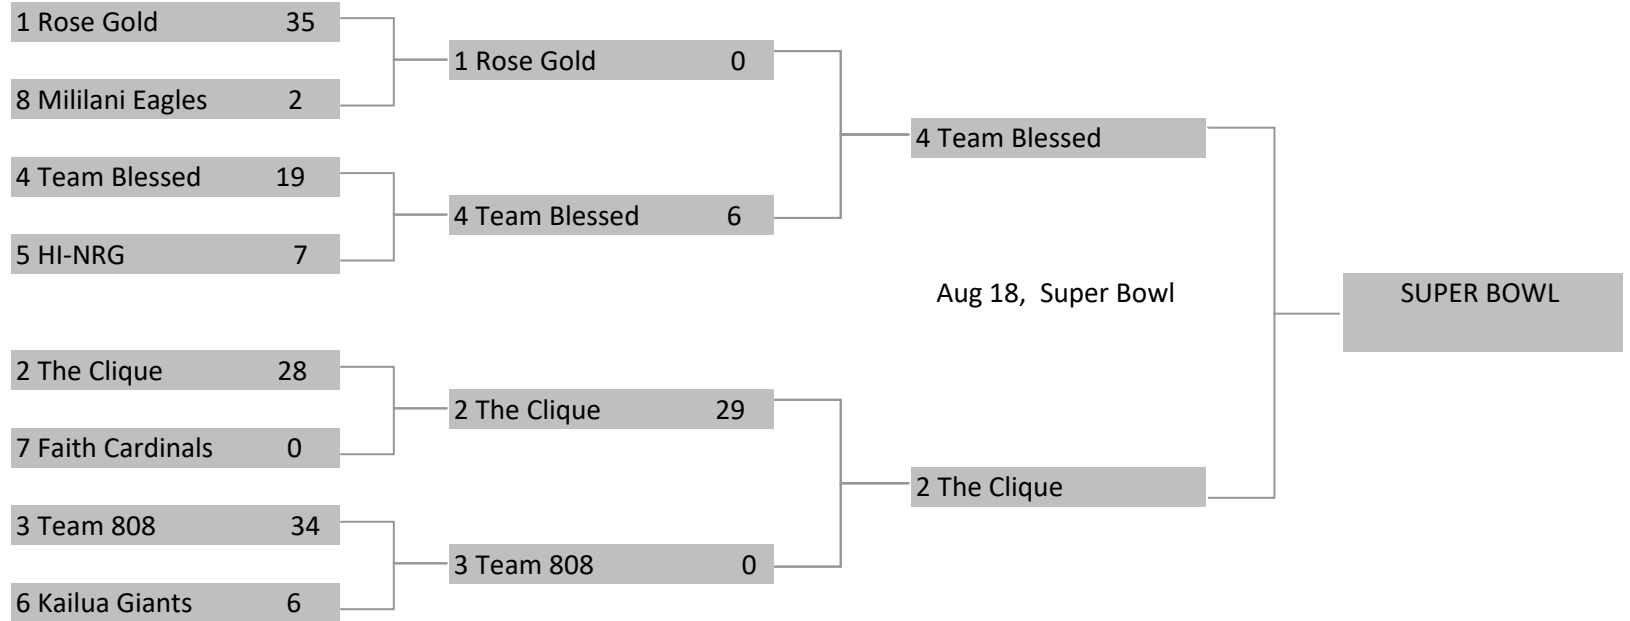 1 Rose Gold 35
8 Mililani Eagles 2
4 Team Blessed 19
5 HI-NRG 7
2 The Clique 28
7 Faith Cardinals 0
3 Team 808 34
6 Kailua Giants 6
1 Rose Gold 0
4 Team Blessed 6
2 The Clique 29
3 Team 808 0
4 Team Blessed
Aug 18, Super Bowl
2 The Clique
SUPER BOWL